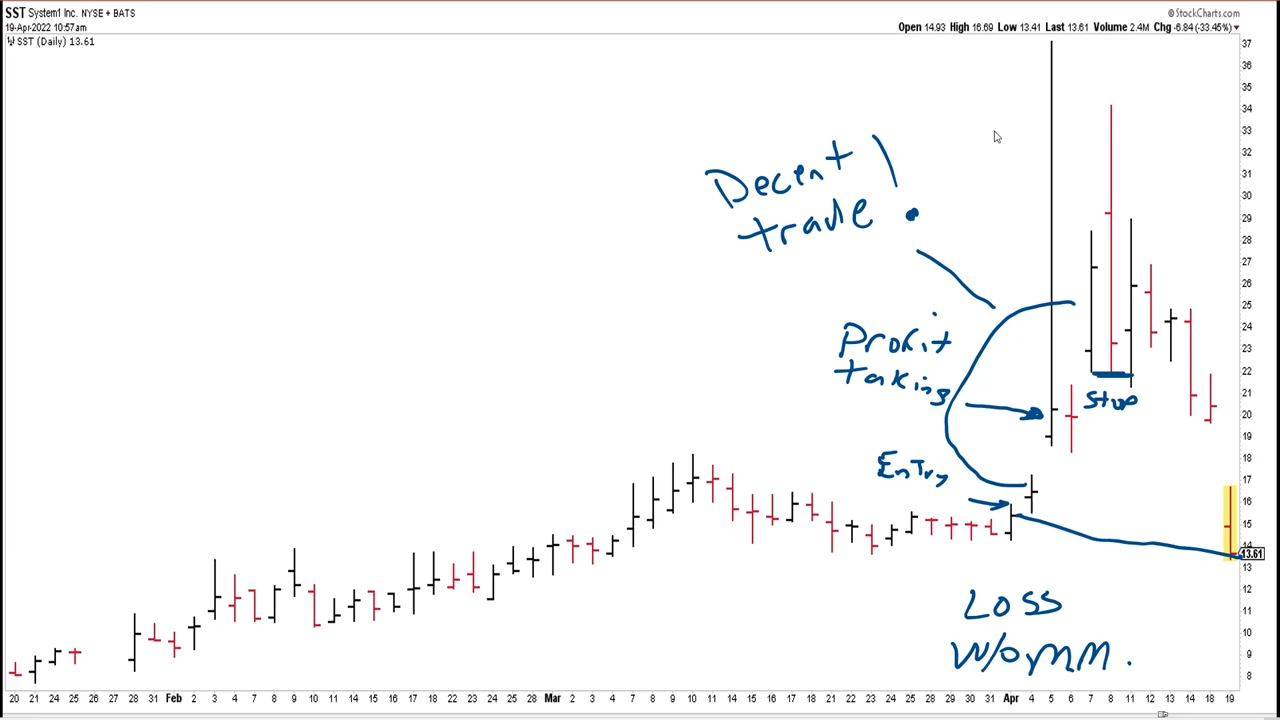 SST System1 Inc. NYSE + BATS
© StockCharts.com
19-Apr-2022 10:57am
Open 14.93 High 16.69 Low 13.41 Last 13.61 Volume 2.4M Chg -6.84 (-33.45%)
SST (Daily) 13.61
37
36
35
34
33
32
31
30
29
28
27
26
25
24
23
22
21
20
19
18
17
16
15
14
13.61
13
12
11
10
9
8
Decent
trade !
Profit
taking
Stop
Entry
Loss
w/o mm.
20 21 24 25 26 27 28 31 Feb 2 3 4 7 8 9 10 11 14 15 16 17 18 22 23 24 25 28 Mar 2 3 4 7 8 9 10 11 14 15 16 17 18 21 22 23 24 25 28 29 30 31 Apr 4 5 6 7 8 11 12 13 14 18 19